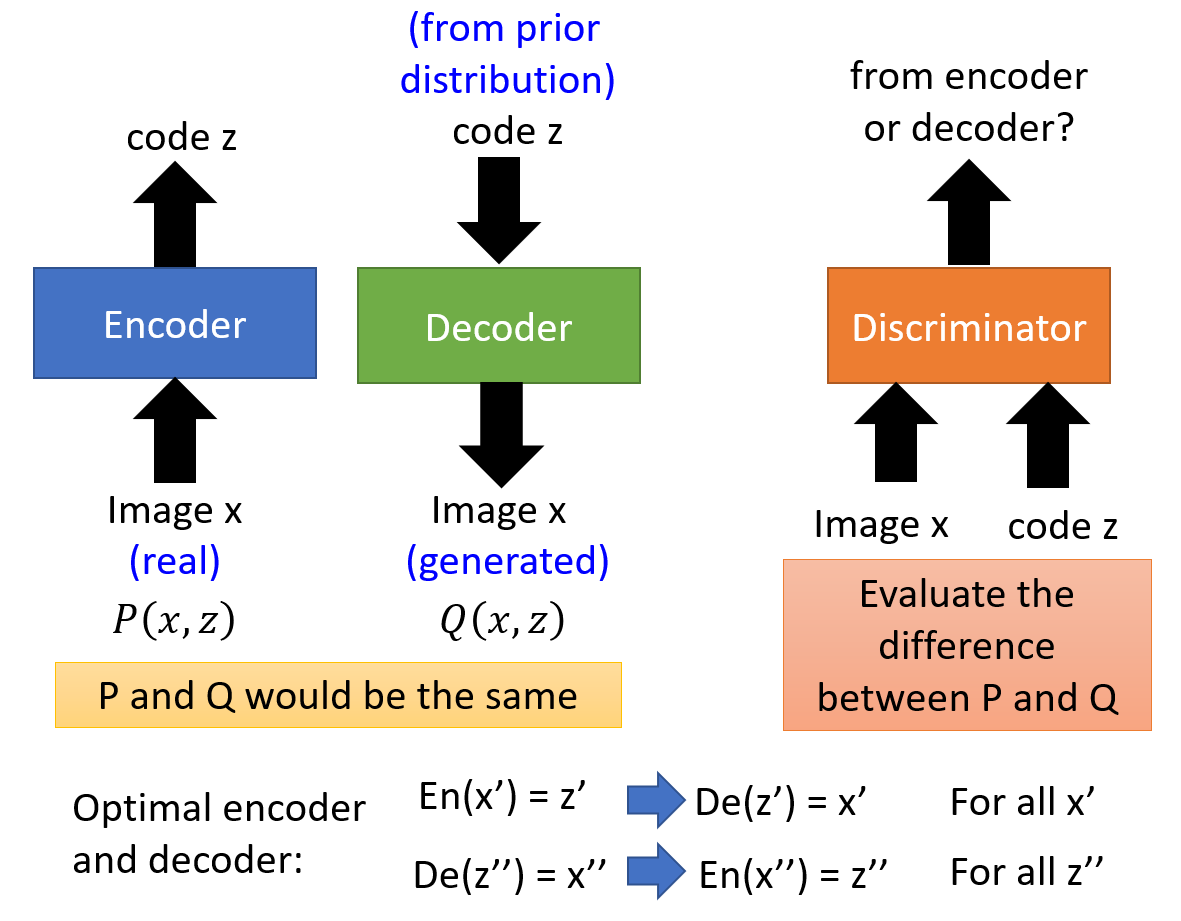 (from prior
distribution)
code z
code z
from encoder
or decoder?
Encoder
Decoder
Discriminator
Image x
(real)
P(x, z)
Image x
(generated)
Q(x, z)
Image x
code z
P and Q would be the same
Evaluate the
difference
between P and Q
Optimal encoder
and decoder:
En(x’) = z’
De(z’) = x’
For all x’
De(z’’) = x’’
En(x’’) = z’’
For all z’’